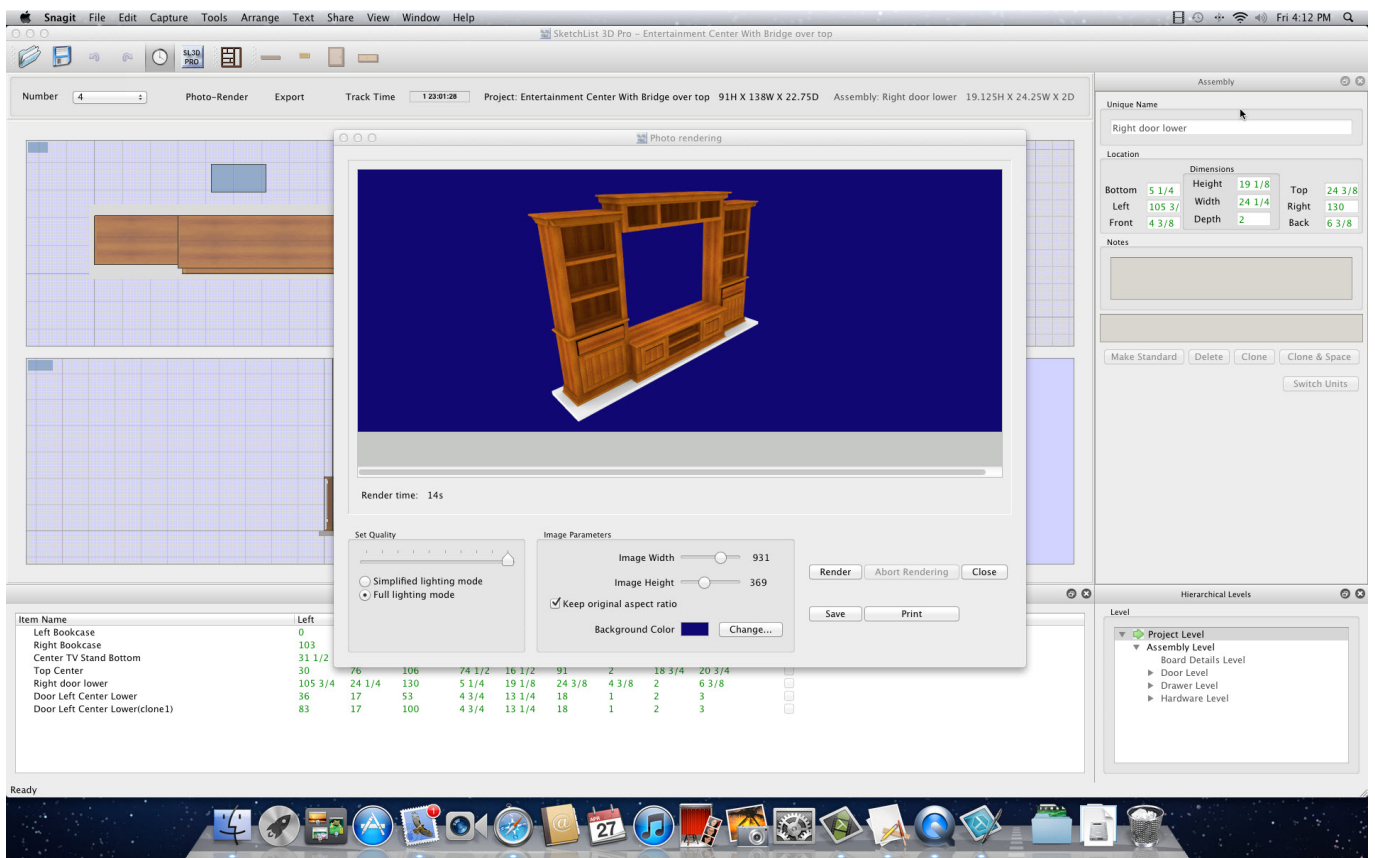 Snagit File Edit Capture Tools Arrange Text Share View Window Help Fri 4:12 PM
SketchList 3D Pro - Entertainment Center With Bridge over top
SL3D
PRO
Number 4 Photo-Render Export Track Time 1 23:01:28 Project: Entertainment Center With Bridge over top 91H X 138W X 22.75D Assembly: Right door lower 19.125H X 24.25W X 2D
Assembly
Unique Name
Right door lower
Location
Dimensions
Bottom 5 1/4 Height 19 1/8 Top 24 3/8
Left 105 3/ Width 24 1/4 Right 130
Front 4 3/8 Depth 2 Back 6 3/8
Notes
Make Standard Delete Clone Clone & Space
Switch Units
Photo rendering
Render time: 14s
Set Quality
Simplified lighting mode
Full lighting mode
Image Parameters
Image Width 931
Image Height 369
Keep original aspect ratio
Background Color Change...
Render Abort Rendering Close
Save Print
Item Name Left
Left Bookcase 0
Right Bookcase 103
Center TV Stand Bottom 31 1/2
Top Center 30 76 106 74 1/2 16 1/2 91 2 18 3/4 20 3/4
Right door lower 105 3/4 24 1/4 130 5 1/4 19 1/8 24 3/8 4 3/8 2 6 3/8
Door Left Center Lower 36 17 53 4 3/4 13 1/4 18 1 2 3
Door Left Center Lower(clone1) 83 17 100 4 3/4 13 1/4 18 1 2 3
Hierarchical Levels
Level
Project Level
Assembly Level
Board Details Level
Door Level
Drawer Level
Hardware Level
Ready
APR
27